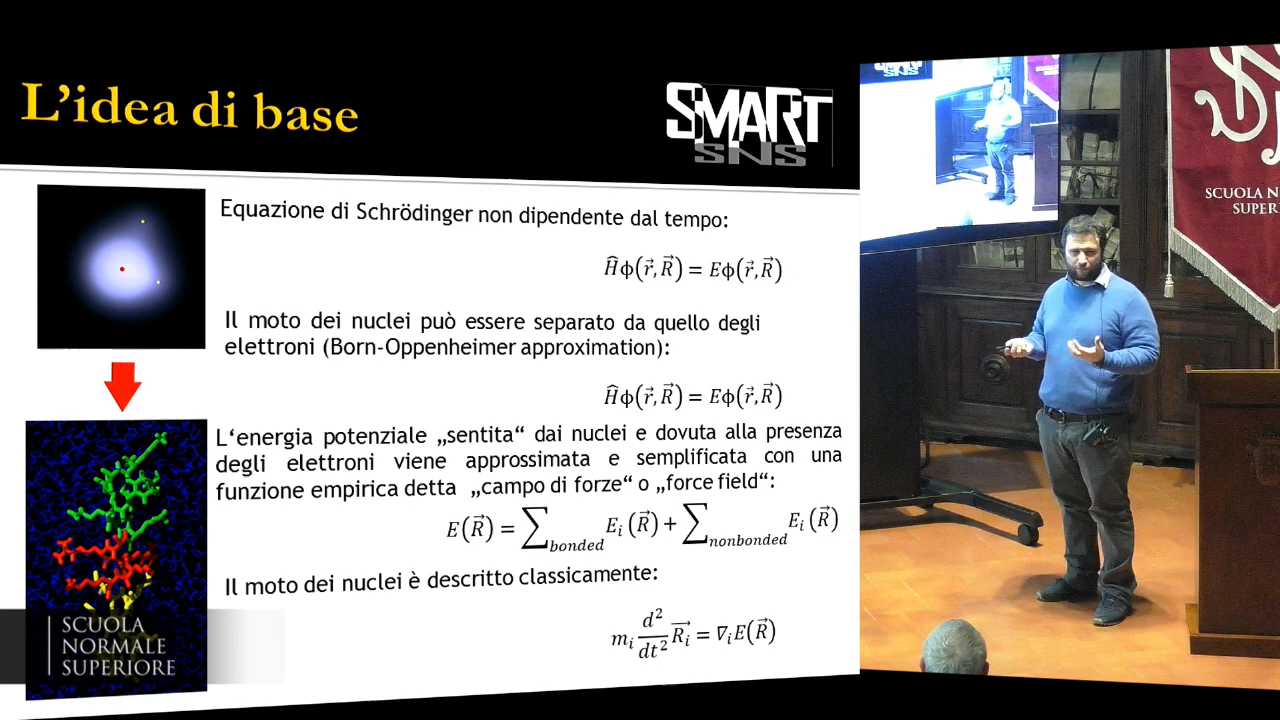 L'idea di base
SMART
SNS
Equazione di Schrödinger non dipendente dal tempo:
Ĥϕ(r⃗,R⃗) = Eϕ(r⃗,R⃗)
Il moto dei nuclei può essere separato da quello degli
elettroni (Born-Oppenheimer approximation):
Ĥϕ(r⃗,R⃗) = Eϕ(r⃗,R⃗)
L‘energia potenziale „sentita“ dai nuclei e dovuta alla presenza
degli elettroni viene approssimata e semplificata con una
funzione empirica detta „campo di forze“ o „force field“:
E(R⃗) = ∑bonded Ei (R⃗) + ∑nonbonded Ei (R⃗)
Il moto dei nuclei è descritto classicamente:
mi d²/dt² R⃗i = ∇iE(R⃗)
SCUOLA
NORMALE
SUPERIORE
SNS
SCUOLA N
SUPER